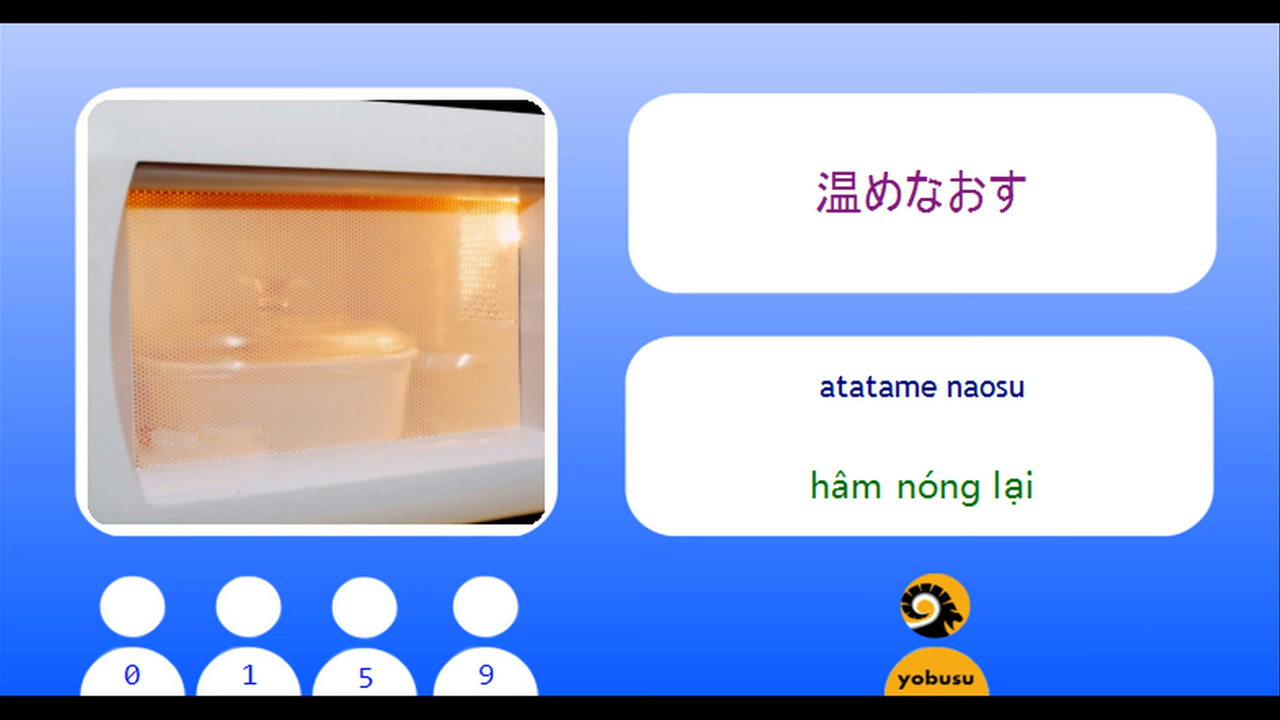 温めなおす
atatame naosu
hâm nóng lại
0 1 5 9
yobusu